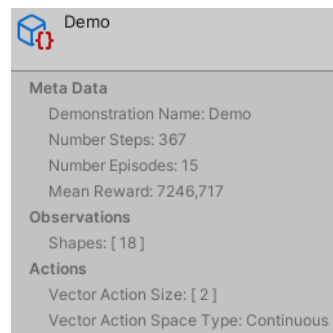 Demo
Meta Data
Demonstration Name: Demo
Number Steps: 367
Number Episodes: 15
Mean Reward: 7246,717
Observations
Shapes: [ 18 ]
Actions
Vector Action Size: [ 2 ]
Vector Action Space Type: Continuous